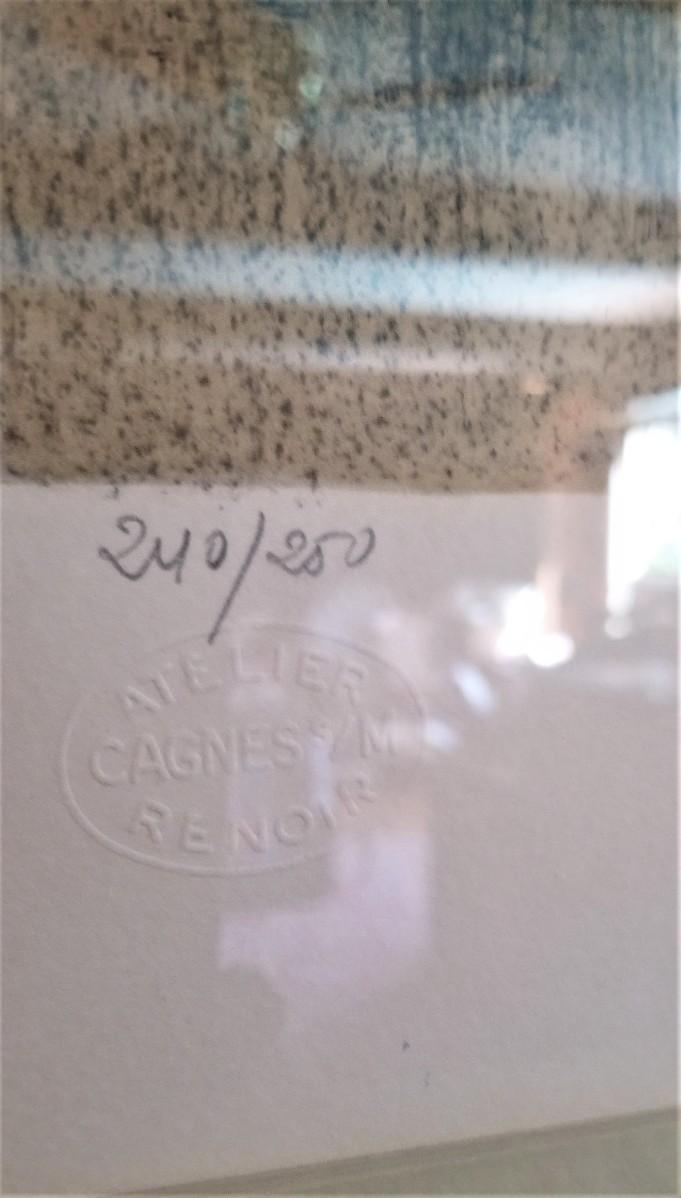 240/250
ATELIER
CAGNES S/M
RENOIR